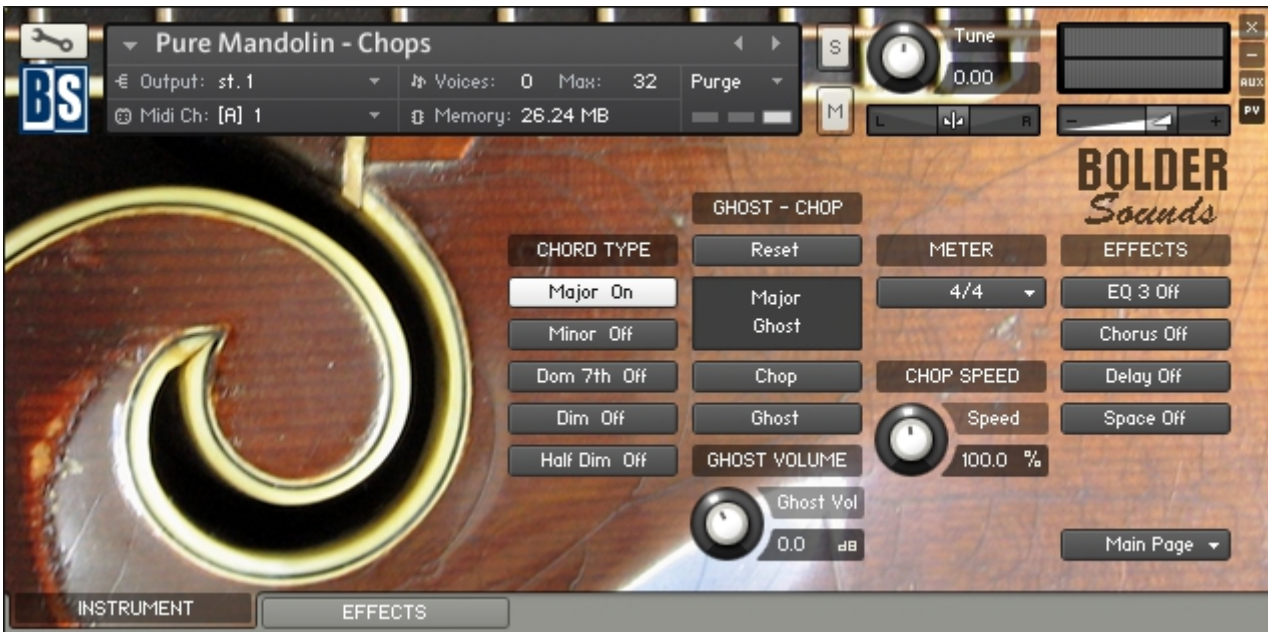 Pure Mandolin - Chops
S
Tune
0.00
Output: st. 1
Voices: 0 Max: 32
Purge
BS
Midi Ch: [A] 1
Memory: 26.24 MB
M
L R
- +
×
-
AUX
PV
BOLDER
Sounds
GHOST - CHOP
CHORD TYPE
Reset
METER
EFFECTS
Major On
Major
Ghost
4/4
EQ 3 Off
Minor Off
Chorus Off
Dom 7th Off
Chop
CHOP SPEED
Delay Off
Dim Off
Ghost
Speed
Space Off
Half Dim Off
GHOST VOLUME
100.0 %
Ghost Vol
0.0 dB
Main Page
INSTRUMENT
EFFECTS